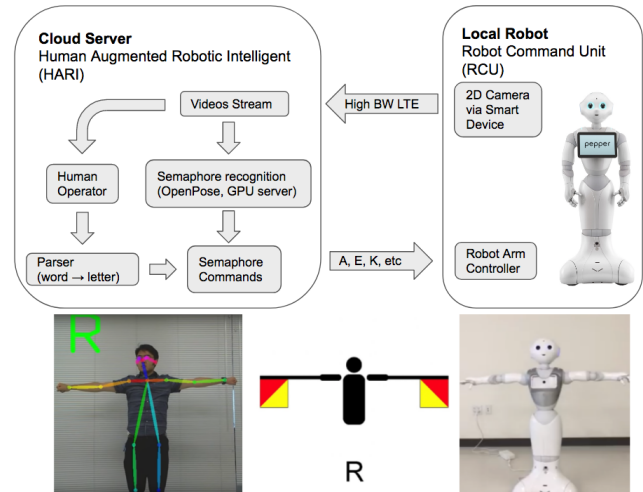 Cloud Server
Human Augmented Robotic Intelligent
(HARI)
Videos Stream
Human
Operator
Semaphore recognition
(OpenPose, GPU server)
Parser
(word → letter)
Semaphore
Commands
High BW LTE
A, E, K, etc
Local Robot
Robot Command Unit
(RCU)
2D Camera
via Smart
Device
pepper
Robot Arm
Controller
R
R